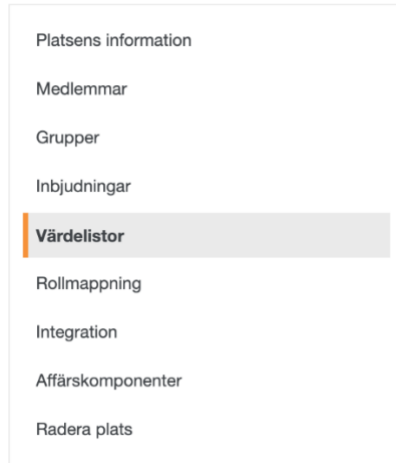 Platsens information
Medlemmar
Grupper
Inbjudningar
Värdelistor
Rollmappning
Integration
Affärskomponenter
Radera plats